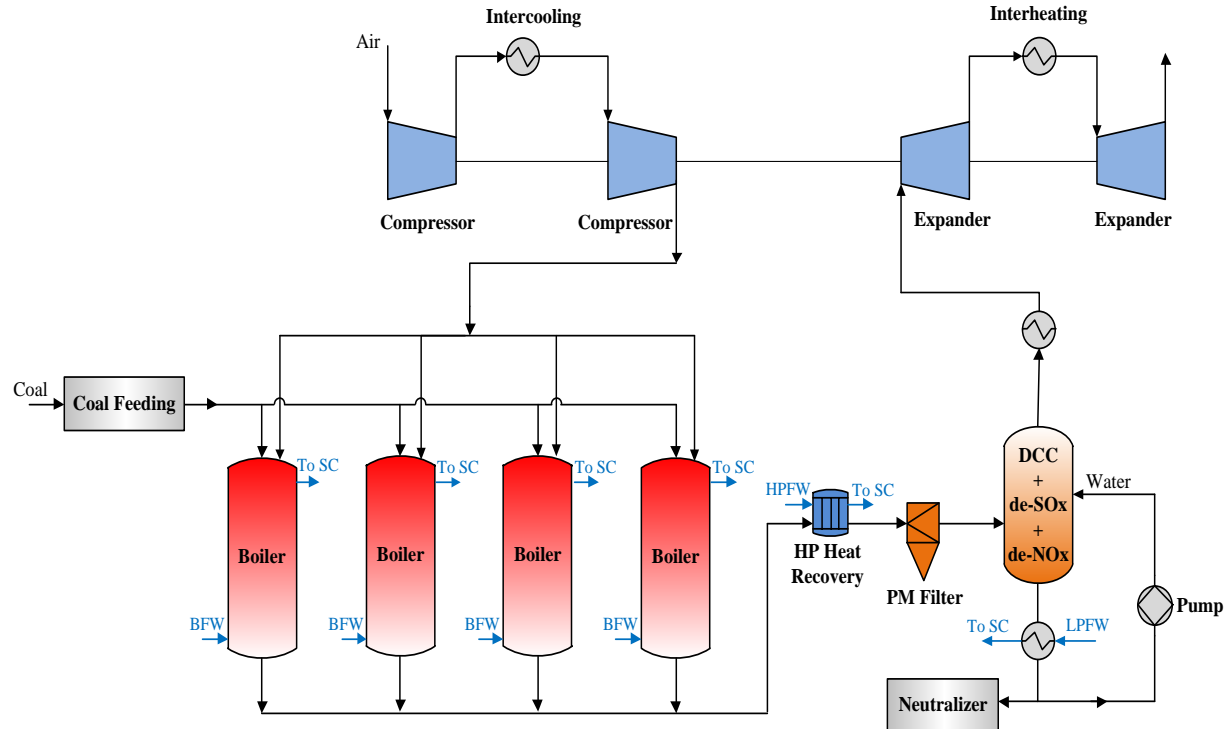 Intercooling
Interheating
Air
Compressor
Compressor
Expander
Expander
Coal
Coal Feeding
To SC
To SC
To SC
To SC
Boiler
Boiler
Boiler
Boiler
BFW
BFW
BFW
BFW
HPFW
To SC
HP Heat
Recovery
PM Filter
DCC
+
de-SOx
+
de-NOx
Water
Pump
To SC
LPFW
Neutralizer